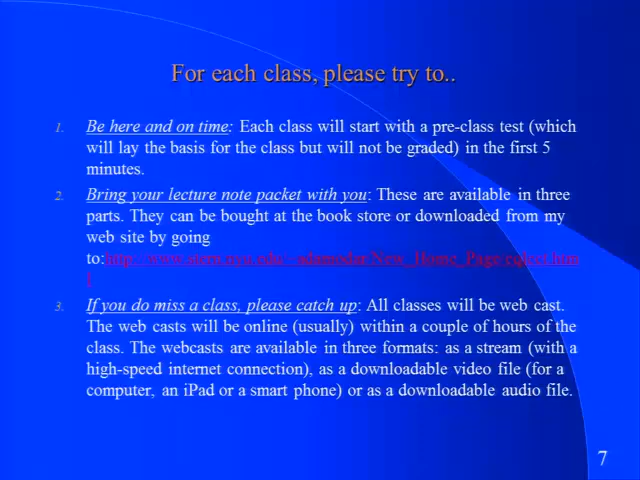 For each class, please try to..
1. Be here and on time: Each class will start with a pre-class test (which
will lay the basis for the class but will not be graded) in the first 5
minutes.
2. Bring your lecture note packet with you: These are available in three
parts. They can be bought at the book store or downloaded from my
web site by going
to:http://www.stern.nyu.edu/~adamodar/New_Home_Page/eqlect.htm
l
3. If you do miss a class, please catch up: All classes will be web cast.
The web casts will be online (usually) within a couple of hours of the
class. The webcasts are available in three formats: as a stream (with a
high-speed internet connection), as a downloadable video file (for a
computer, an iPad or a smart phone) or as a downloadable audio file.
7